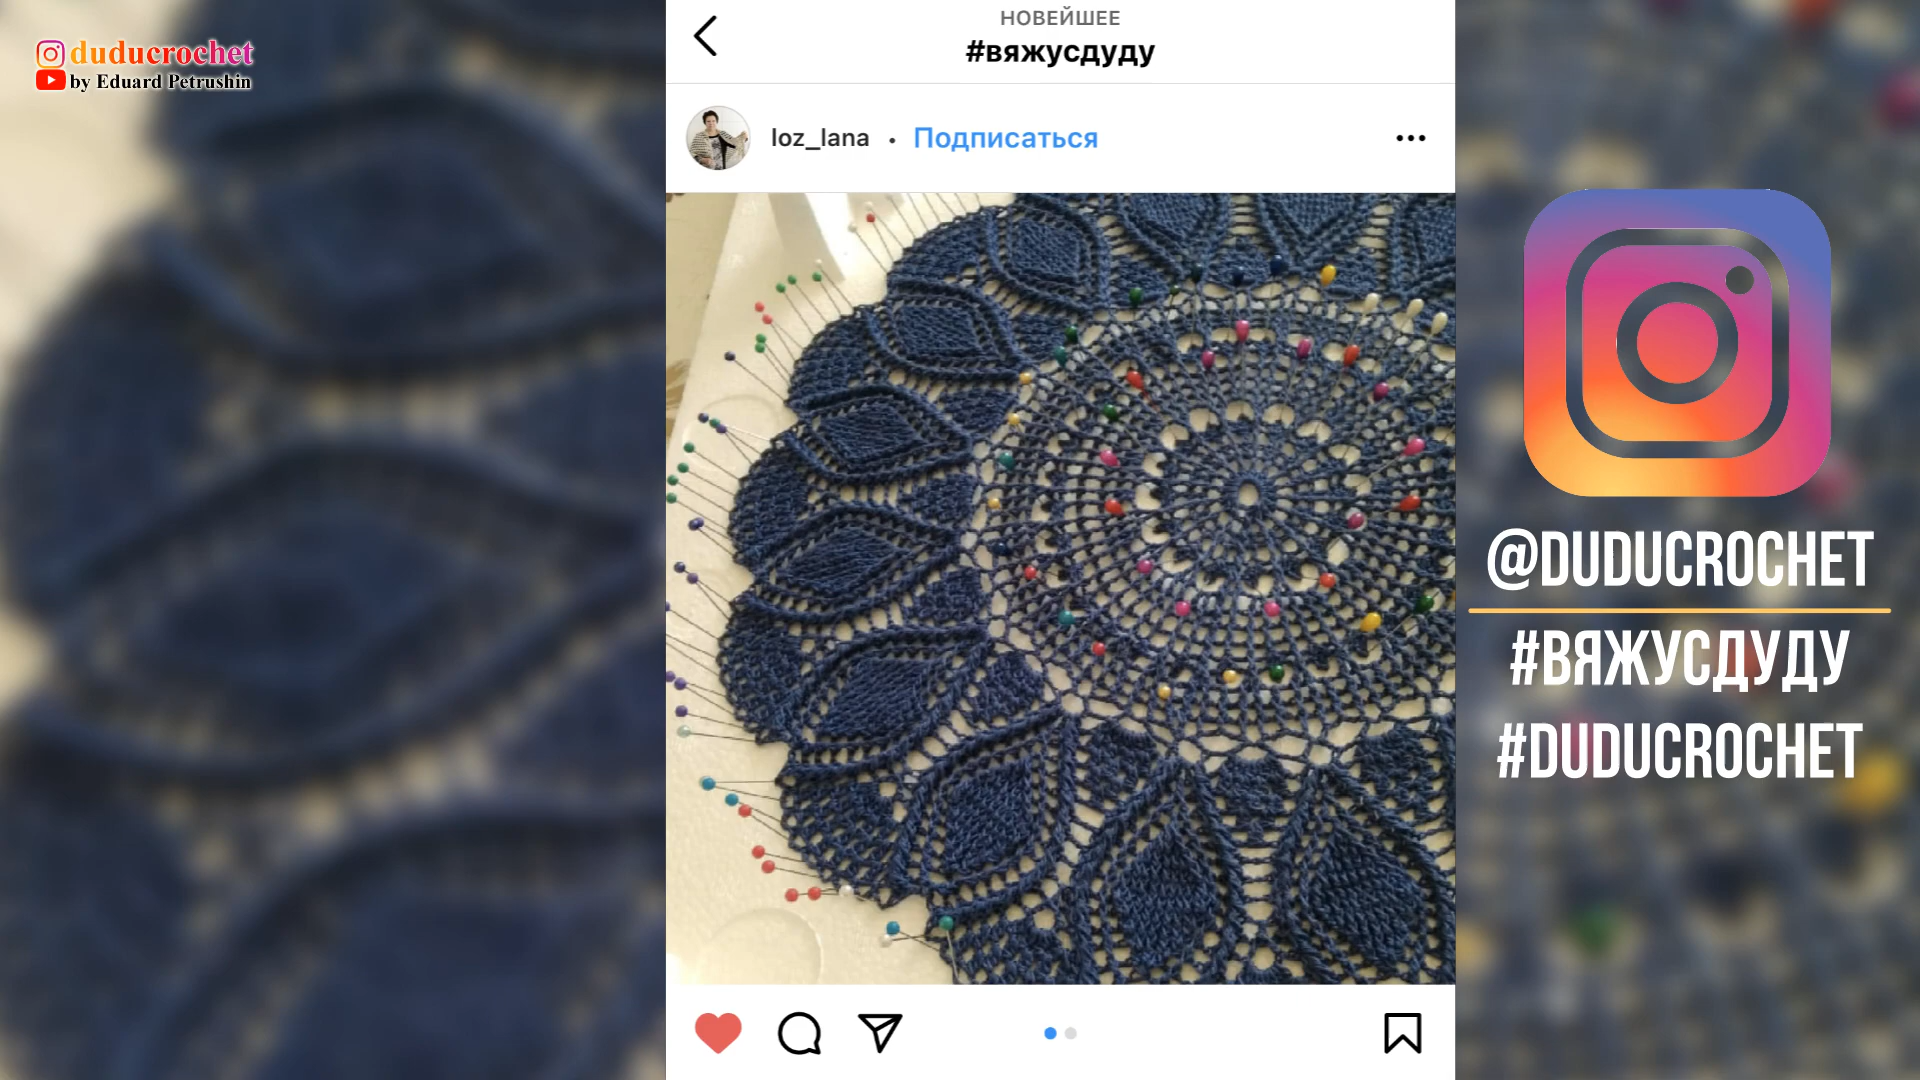 duducrochet
by Eduard Petrushin
НОВЕЙШЕЕ
#вяжусдуду
loz_lana • Подписаться
@DUDUCROCHET
#ВЯЖУСДУДУ
#DUDUCROCHET